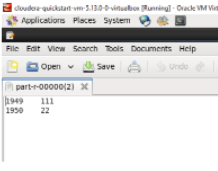 cloudera-quickstart-vm-5.13.0-0-virtualbox [Running] - Oracle VM Virt
Applications Places System
File Edit View Search Tools Documents Help
Open Save Undo
part-r-00000(2)
1949 111
1950 22